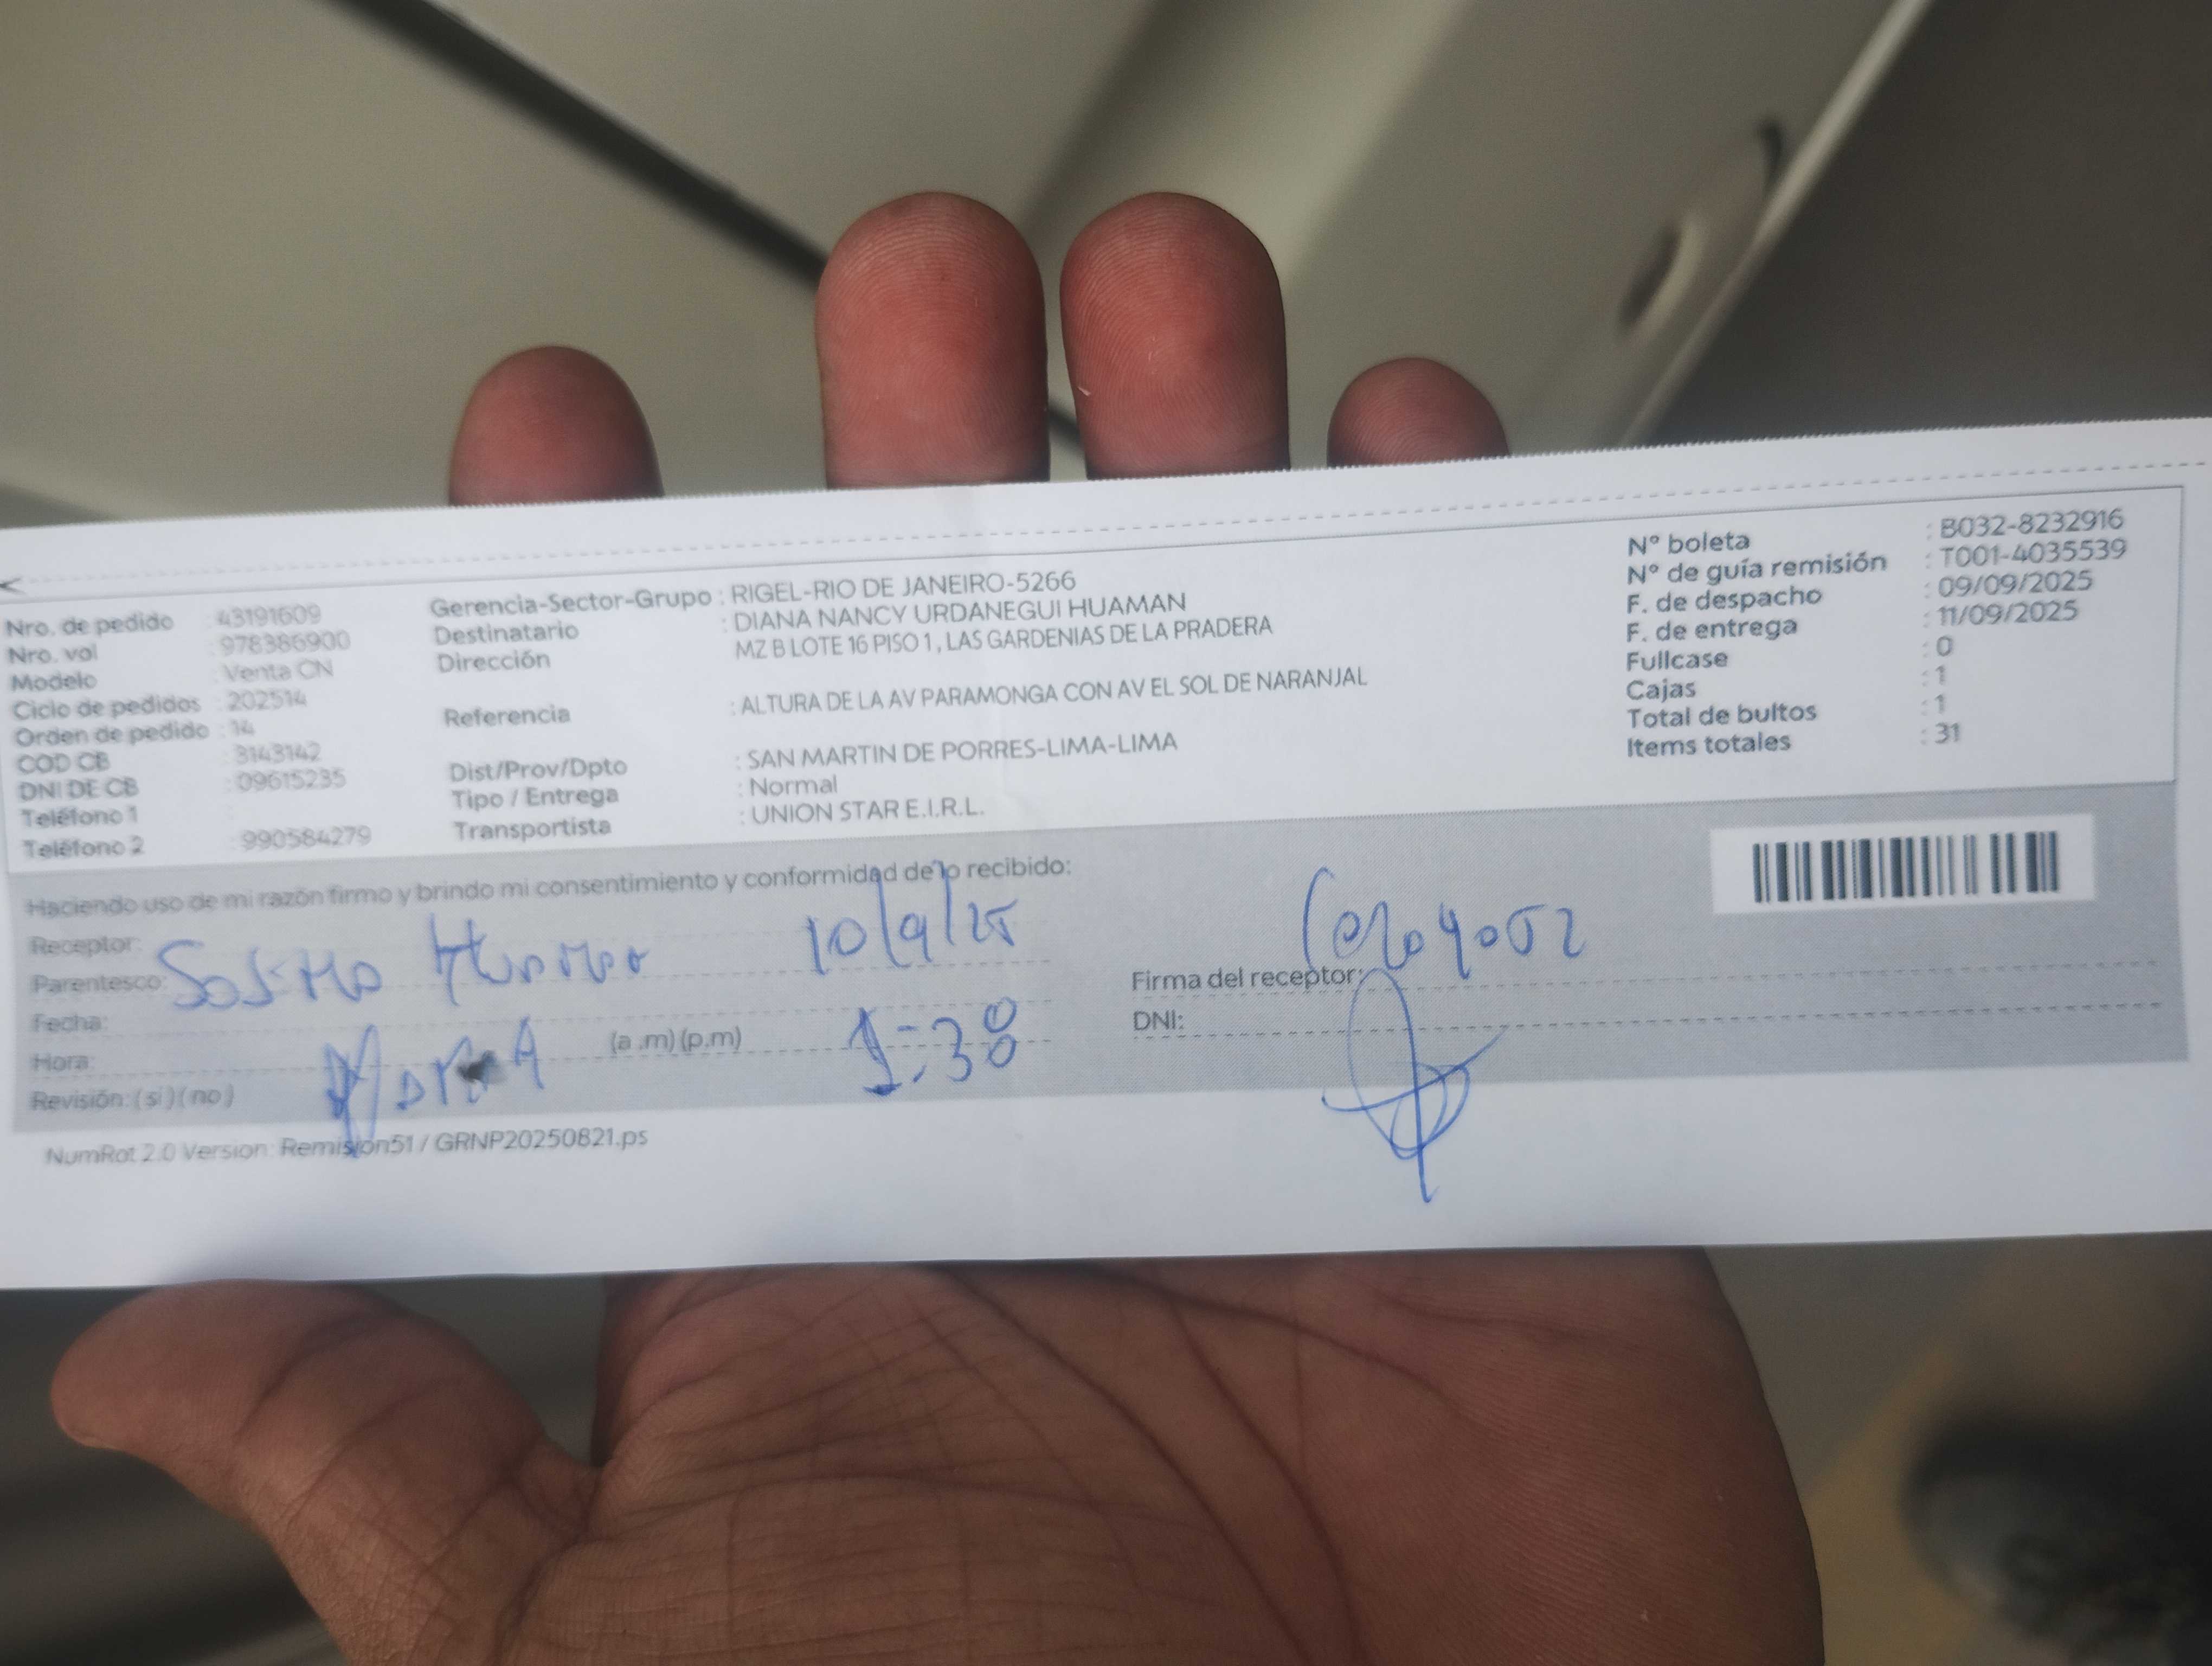 Nro. de pedido : 43191609
Nro. vol : 978386900
Modelo : Venta CN
Ciclo de pedidos : 202514
Orden de pedido : 14
COD CB : 3143142
DNI DE CB : 09615235
Teléfono 1 :
Teléfono 2 : 990584279
Gerencia-Sector-Grupo : RIGEL-RIO DE JANEIRO-5266
Destinatario : DIANA NANCY URDANEGUI HUAMAN
Dirección MZ B LOTE 16 PISO 1 , LAS GARDENIAS DE LA PRADERA
Referencia : ALTURA DE LA AV PARAMONGA CON AV EL SOL DE NARANJAL
Dist/Prov/Dpto : SAN MARTIN DE PORRES-LIMA-LIMA
Tipo / Entrega : Normal
Transportista : UNION STAR E.I.R.L.
N° boleta : B032-8232916
N° de guía remisión : T001-4035539
F. de despacho : 09/09/2025
F. de entrega : 11/09/2025
Fullcase : 0
Cajas : 1
Total de bultos : 1
Items totales : 31
Haciendo uso de mi razón firmo y brindo mi consentimiento y conformidad de lo recibido:
Receptor:
Parentesco:
10/9/25
Fecha:
Hora: (a .m) (p.m) 1:38
Revisión: ( si ) ( no )
Firma del receptor:
DNI:
NumRot 2.0 Version: Remision51 / GRNP20250821.ps